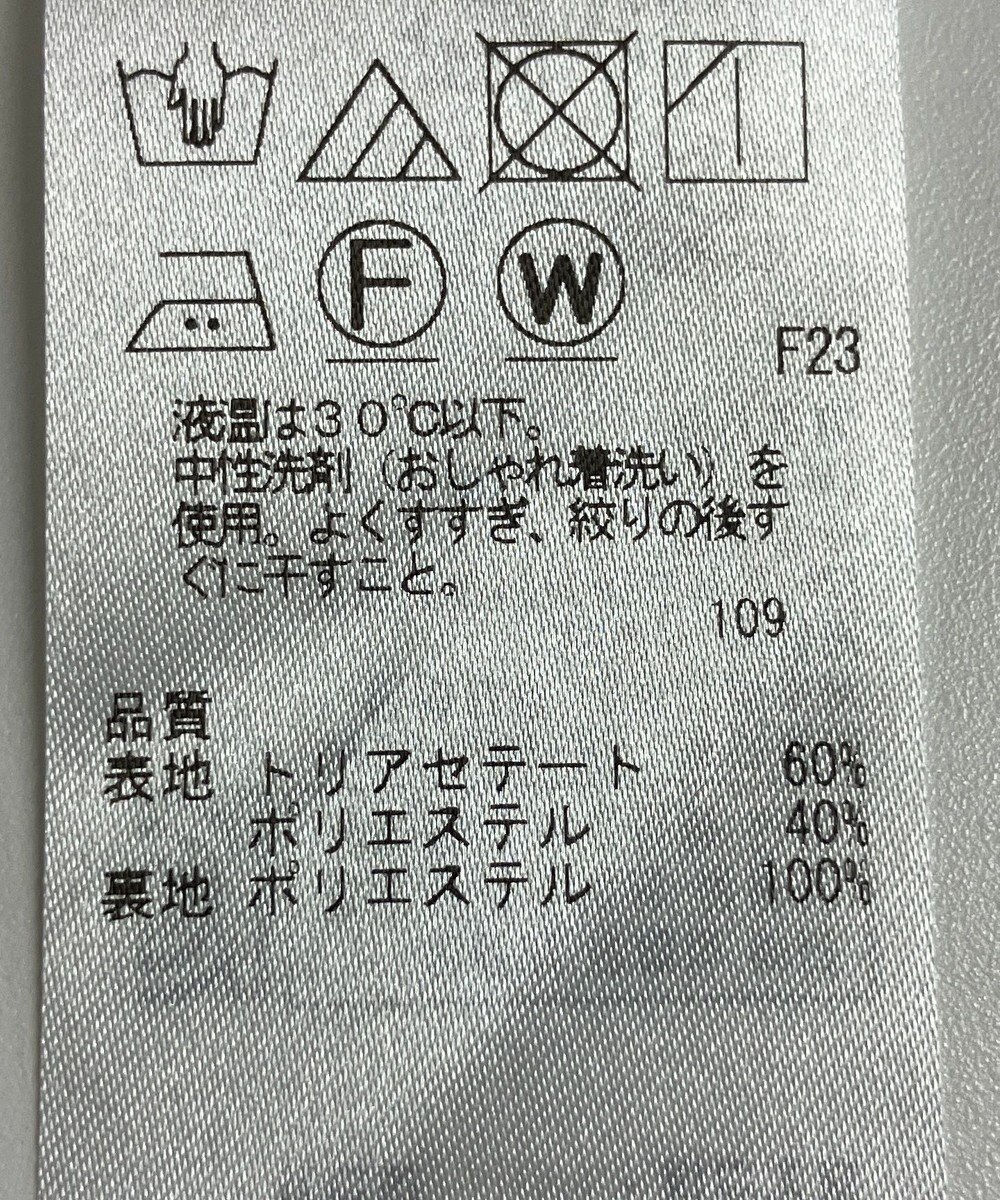 F W
F23
液温は30℃以下。
中性洗剤（おしゃれ着洗い）を
使用。よくすすぎ、絞りの後す
ぐに干すこと。
109
品質
表地 トリアセテート 60%
ポリエステル 40%
裏地 ポリエステル 100%